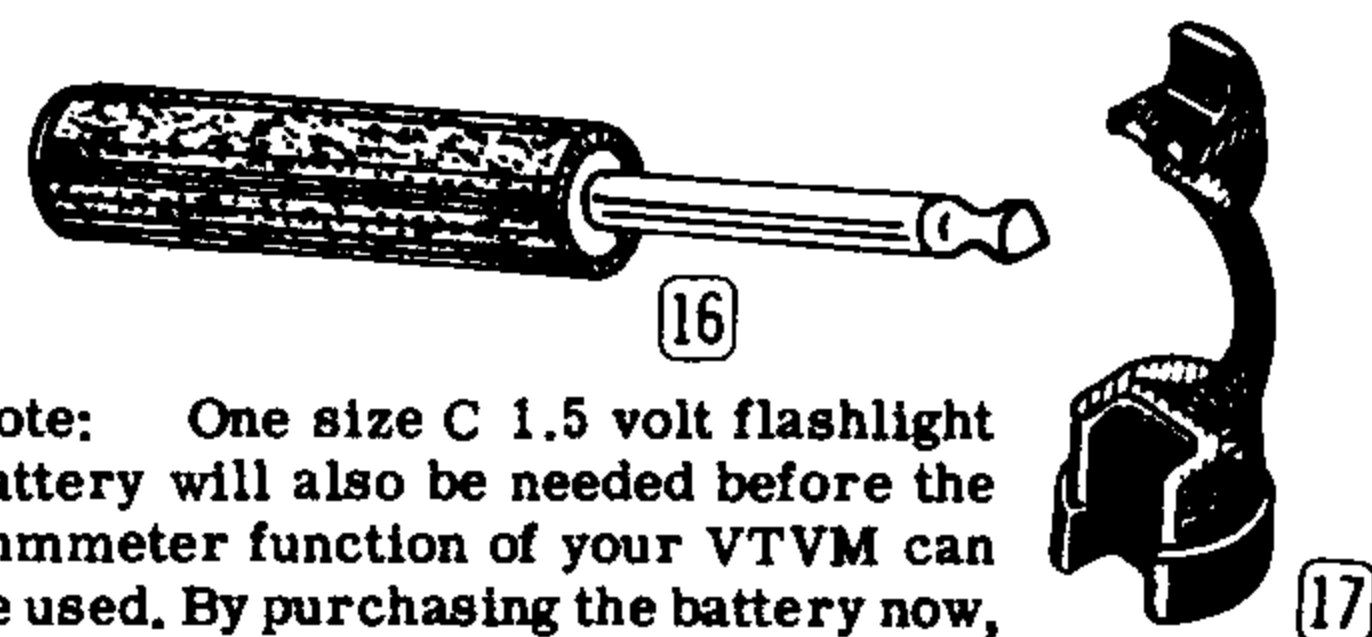 16
ote: One size C 1.5 volt flashlight
attery will also be needed before the
hmmeter function of your VTVM can
e used. By purchasing the battery now,
17